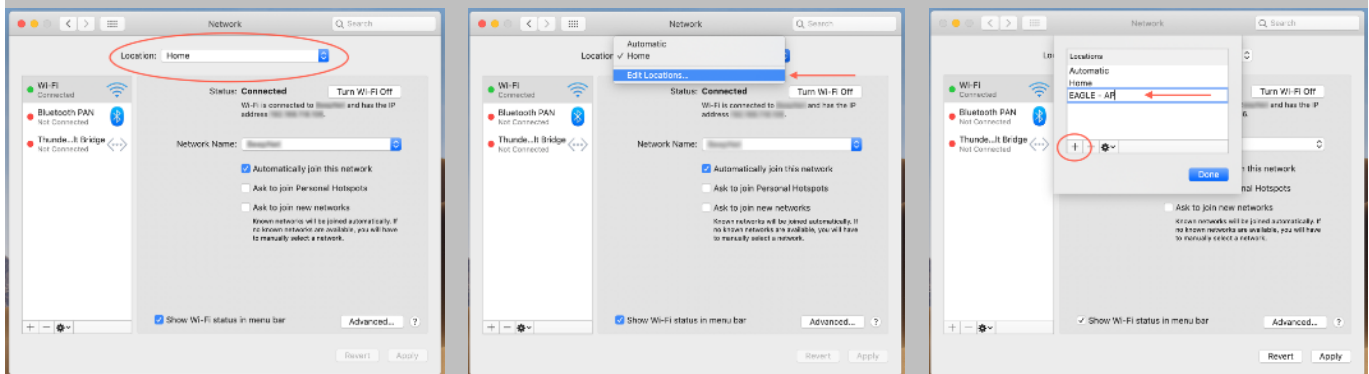 Network
Search
Location: Home
Wi-Fi
Connected
Bluetooth PAN
Not Connected
Thunde...lt Bridge
Not Connected
Status: Connected
Turn Wi-Fi Off
Wi-Fi is connected to and has the IP
address
Network Name:
Automatically join this network
Ask to join Personal Hotspots
Ask to join new networks
Known networks will be joined automatically. If
no known networks are available, you will have
to manually select a network.
Show Wi-Fi status in menu bar
Advanced...
?
Revert
Apply
Network
Search
Location
Automatic
✓ Home
Edit Locations...
Wi-Fi
Connected
Bluetooth PAN
Not Connected
Thunde...lt Bridge
Not Connected
Status: Connected
Turn Wi-Fi Off
Wi-Fi is connected to and has the IP
address
Network Name:
Automatically join this network
Ask to join Personal Hotspots
Ask to join new networks
Known networks will be joined automatically. If
no known networks are available, you will have
to manually select a network.
Show Wi-Fi status in menu bar
Advanced...
?
Revert
Apply
Network
Search
Lo
Locations
Automatic
Home
EAGLE - AP
Done
Wi-Fi
Connected
Bluetooth PAN
Not Connected
Thunde...lt Bridge
Not Connected
Turn Wi-Fi Off
and has the IP
this network
nal Hotspots
Ask to join new networks
Known networks will be joined automatically. If
no known networks are available, you will have
to manually select a network.
Show Wi-Fi status in menu bar
Advanced...
?
Revert
Apply